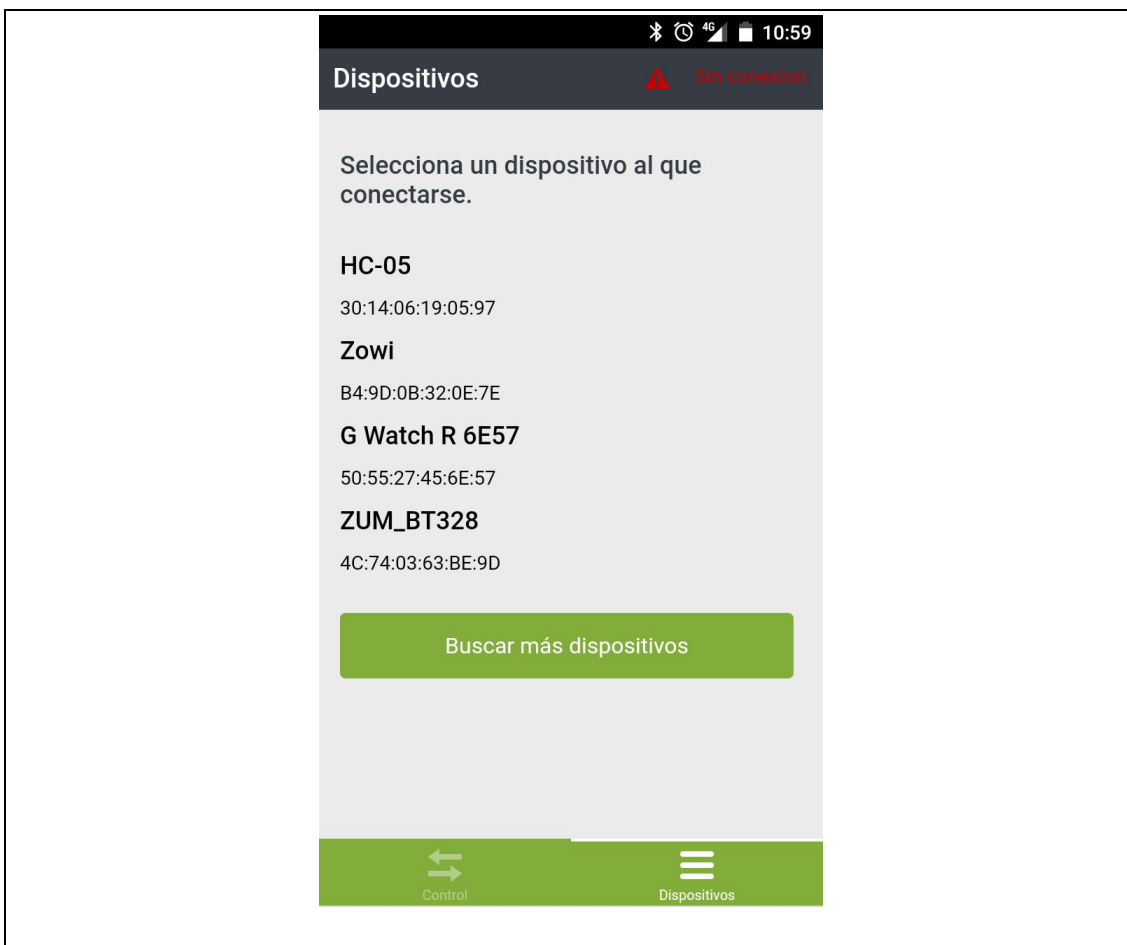 4G 10:59
Dispositivos Sin conexión
Selecciona un dispositivo al que
conectarse.
HC-05
30:14:06:19:05:97
Zowi
B4:9D:0B:32:0E:7E
G Watch R 6E57
50:55:27:45:6E:57
ZUM_BT328
4C:74:03:63:BE:9D
Buscar más dispositivos
Control Dispositivos